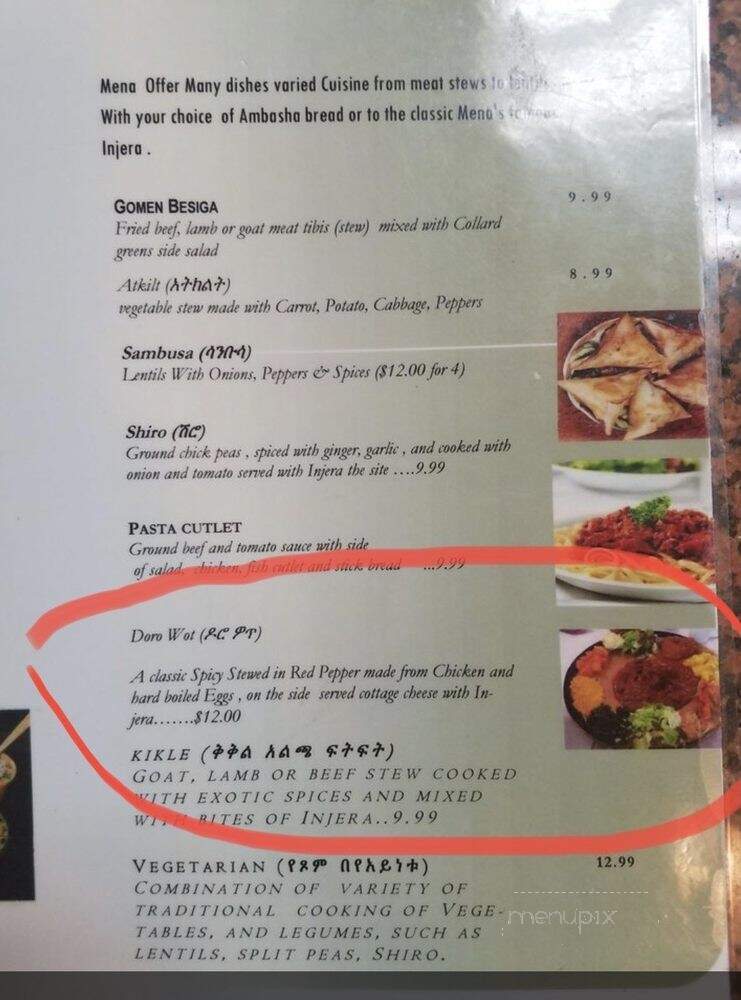 Mena Offer Many dishes varied Cuisine from meat stews to lentils
With your choice of Ambasha bread or to the classic Mena's famous
Injera .
GOMEN BESIGA 9.99
Fried beef, lamb or goat meat tibis (stew) mixed with Collard
greens side salad
Atkilt (አትክልት) 8.99
vegetable stew made with Carrot, Potato, Cabbage, Peppers
Sambusa (ሳንቡሳ)
Lentils With Onions, Peppers & Spices ($12.00 for 4)
Shiro (ሽሮ)
Ground chick peas , spiced with ginger, garlic , and cooked with
onion and tomato served with Injera the site ....9.99
PASTA CUTLET
Ground beef and tomato sauce with side
of salad, chicken, fish cutlet and stick bread ...9.99
Doro Wot (ዶሮ ዎጥ)
A classic Spicy Stewed in Red Pepper made from Chicken and
hard boiled Eggs , on the side served cottage cheese with In-
jera.......$12.00
KIKLE (ቅቅል አልጫ ፍትፍት)
GOAT, LAMB OR BEEF STEW COOKED
WITH EXOTIC SPICES AND MIXED
WITH BITES OF INJERA..9.99
VEGETARIAN (የጾም በየአይነቱ) 12.99
COMBINATION OF VARIETY OF
TRADITIONAL COOKING OF VEGE-
TABLES, AND LEGUMES, SUCH AS
LENTILS, SPLIT PEAS, SHIRO.
menupix